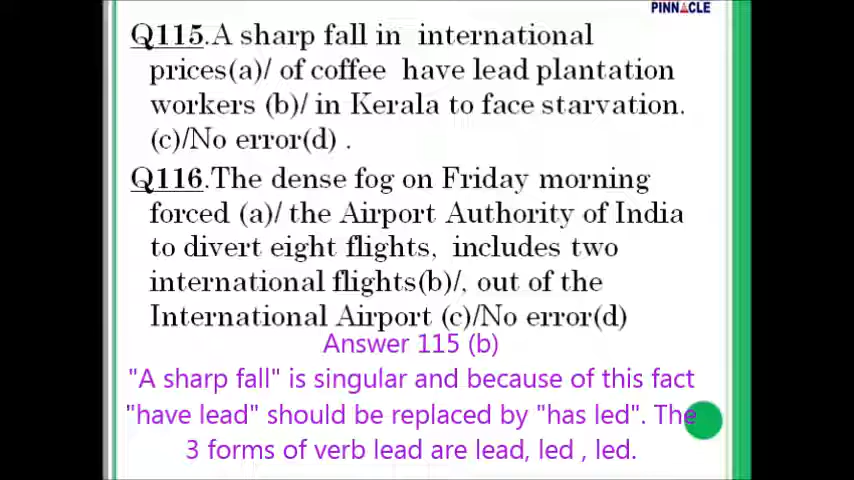 PINNACLE
Q115.A sharp fall in international
prices(a)/ of coffee have lead plantation
workers (b)/ in Kerala to face starvation.
(c)/No error(d) .
Q116.The dense fog on Friday morning
forced (a)/ the Airport Authority of India
to divert eight flights, includes two
international flights(b)/, out of the
International Airport (c)/No error(d)
Answer 115 (b)
"A sharp fall" is singular and because of this fact
"have lead" should be replaced by "has led". The
3 forms of verb lead are lead, led , led.